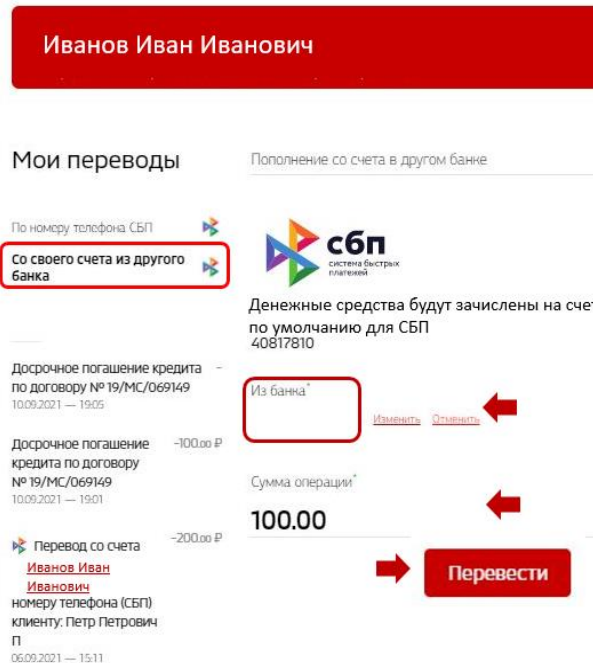 Иванов Иван Иванович
Мои переводы
Пополнение со счета в другом банке
По номеру телефона СБП
Со своего счета из другого
банка
сбп
система быстрых
платежей
Денежные средства будут зачислены на счет
по умолчанию для СБП
40817810
Досрочное погашение кредита -
по договору № 19/МС/069149
10.09.2021 — 19:05
Из банка*
Изменить Отменить
Досрочное погашение -100.00 ₽
кредита по договору
№ 19/МС/069149
10.09.2021 — 19:01
Сумма операции*
100.00
Перевод со счета -200.00 ₽
Иванов Иван
Иванович
номеру телефона (СБП)
клиенту: Петр Петрович
П
06.09.2021 — 15:11
Перевести